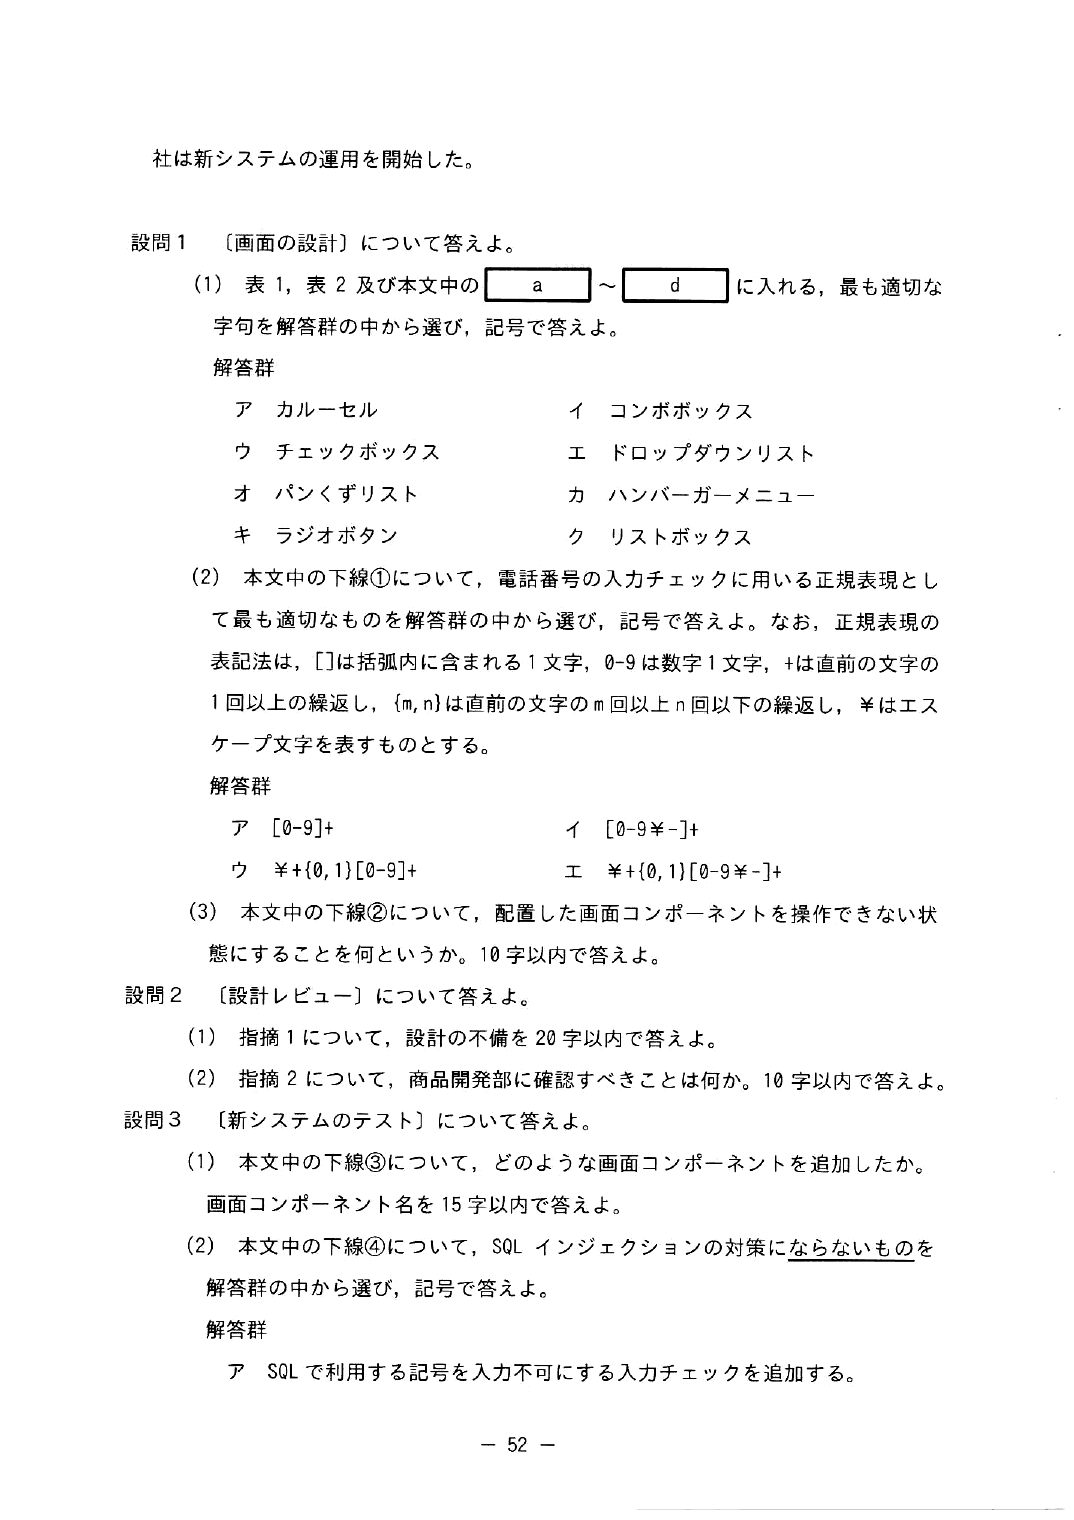 社は新システムの運用を開始した。
設問1 〔画面の設計〕について答えよ。
(1) 表1，表2及び本文中の a ～ d に入れる，最も適切な
字句を解答群の中から選び，記号で答えよ。
解答群
ア カルーセル イ コンボボックス
ウ チェックボックス エ ドロップダウンリスト
オ パンくずリスト カ ハンバーガーメニュー
キ ラジオボタン ク リストボックス
(2) 本文中の下線①について，電話番号の入力チェックに用いる正規表現とし
て最も適切なものを解答群の中から選び，記号で答えよ。なお，正規表現の
表記法は，[]は括弧内に含まれる1文字，0-9は数字1文字，+は直前の文字の
1回以上の繰返し，{m,n}は直前の文字のm回以上n回以下の繰返し，￥はエス
ケープ文字を表すものとする。
解答群
ア [0-9]+ イ [0-9￥-]+
ウ ￥+{0,1}[0-9]+ エ ￥+{0,1}[0-9￥-]+
(3) 本文中の下線②について，配置した画面コンポーネントを操作できない状
態にすることを何というか。10字以内で答えよ。
設問2 〔設計レビュー〕について答えよ。
(1) 指摘1について，設計の不備を20字以内で答えよ。
(2) 指摘2について，商品開発部に確認すべきことは何か。10字以内で答えよ。
設問3 〔新システムのテスト〕について答えよ。
(1) 本文中の下線③について，どのような画面コンポーネントを追加したか。
画面コンポーネント名を15字以内で答えよ。
(2) 本文中の下線④について，SQLインジェクションの対策にならないものを
解答群の中から選び，記号で答えよ。
解答群
ア SQLで利用する記号を入力不可にする入力チェックを追加する。
－ 52 －